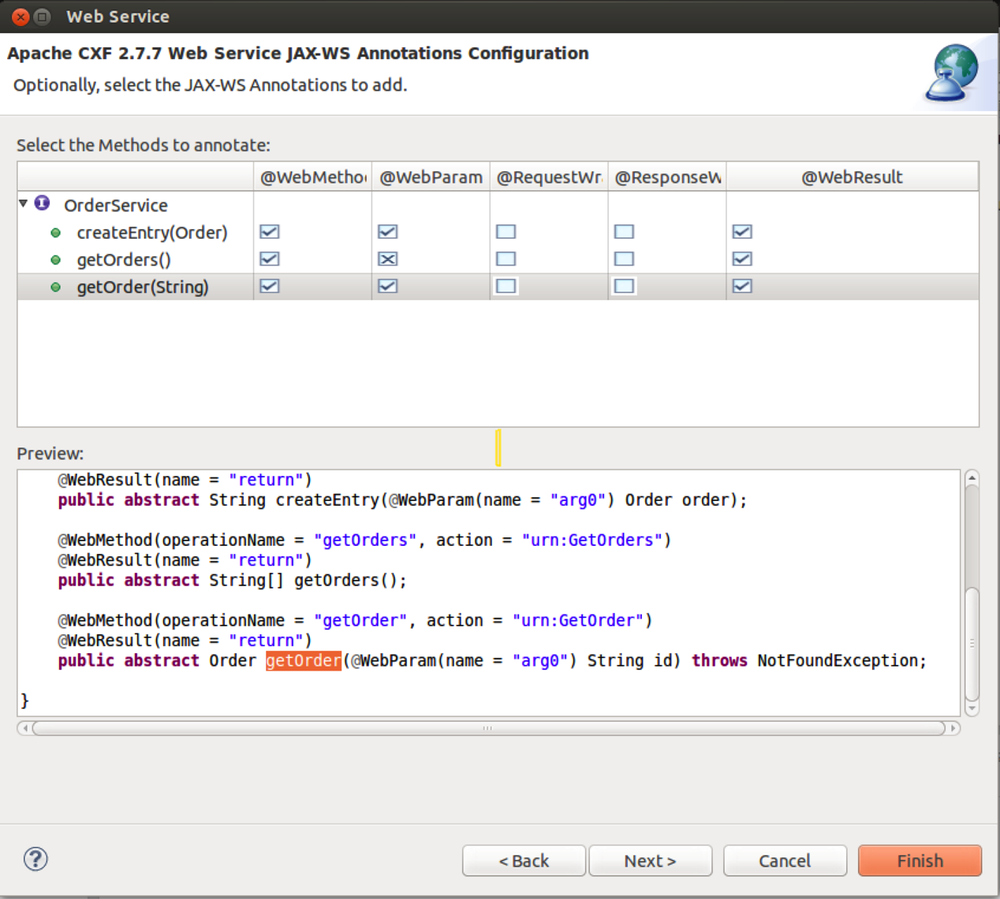 Web Service
Apache CXF 2.7.7 Web Service JAX-WS Annotations Configuration
Optionally, select the JAX-WS Annotations to add.
Select the Methods to annotate:
@WebMetho @WebParam @RequestWr @ResponseW @WebResult
OrderService
createEntry(Order)
getOrders()
getOrder(String)
Preview:
@WebResult(name = "return")
public abstract String createEntry(@WebParam(name = "arg0") Order order);
@WebMethod(operationName = "getOrders", action = "urn:GetOrders")
@WebResult(name = "return")
public abstract String[] getOrders();
@WebMethod(operationName = "getOrder", action = "urn:GetOrder")
@WebResult(name = "return")
public abstract Order getOrder(@WebParam(name = "arg0") String id) throws NotFoundException;
}
? < Back Next > Cancel Finish